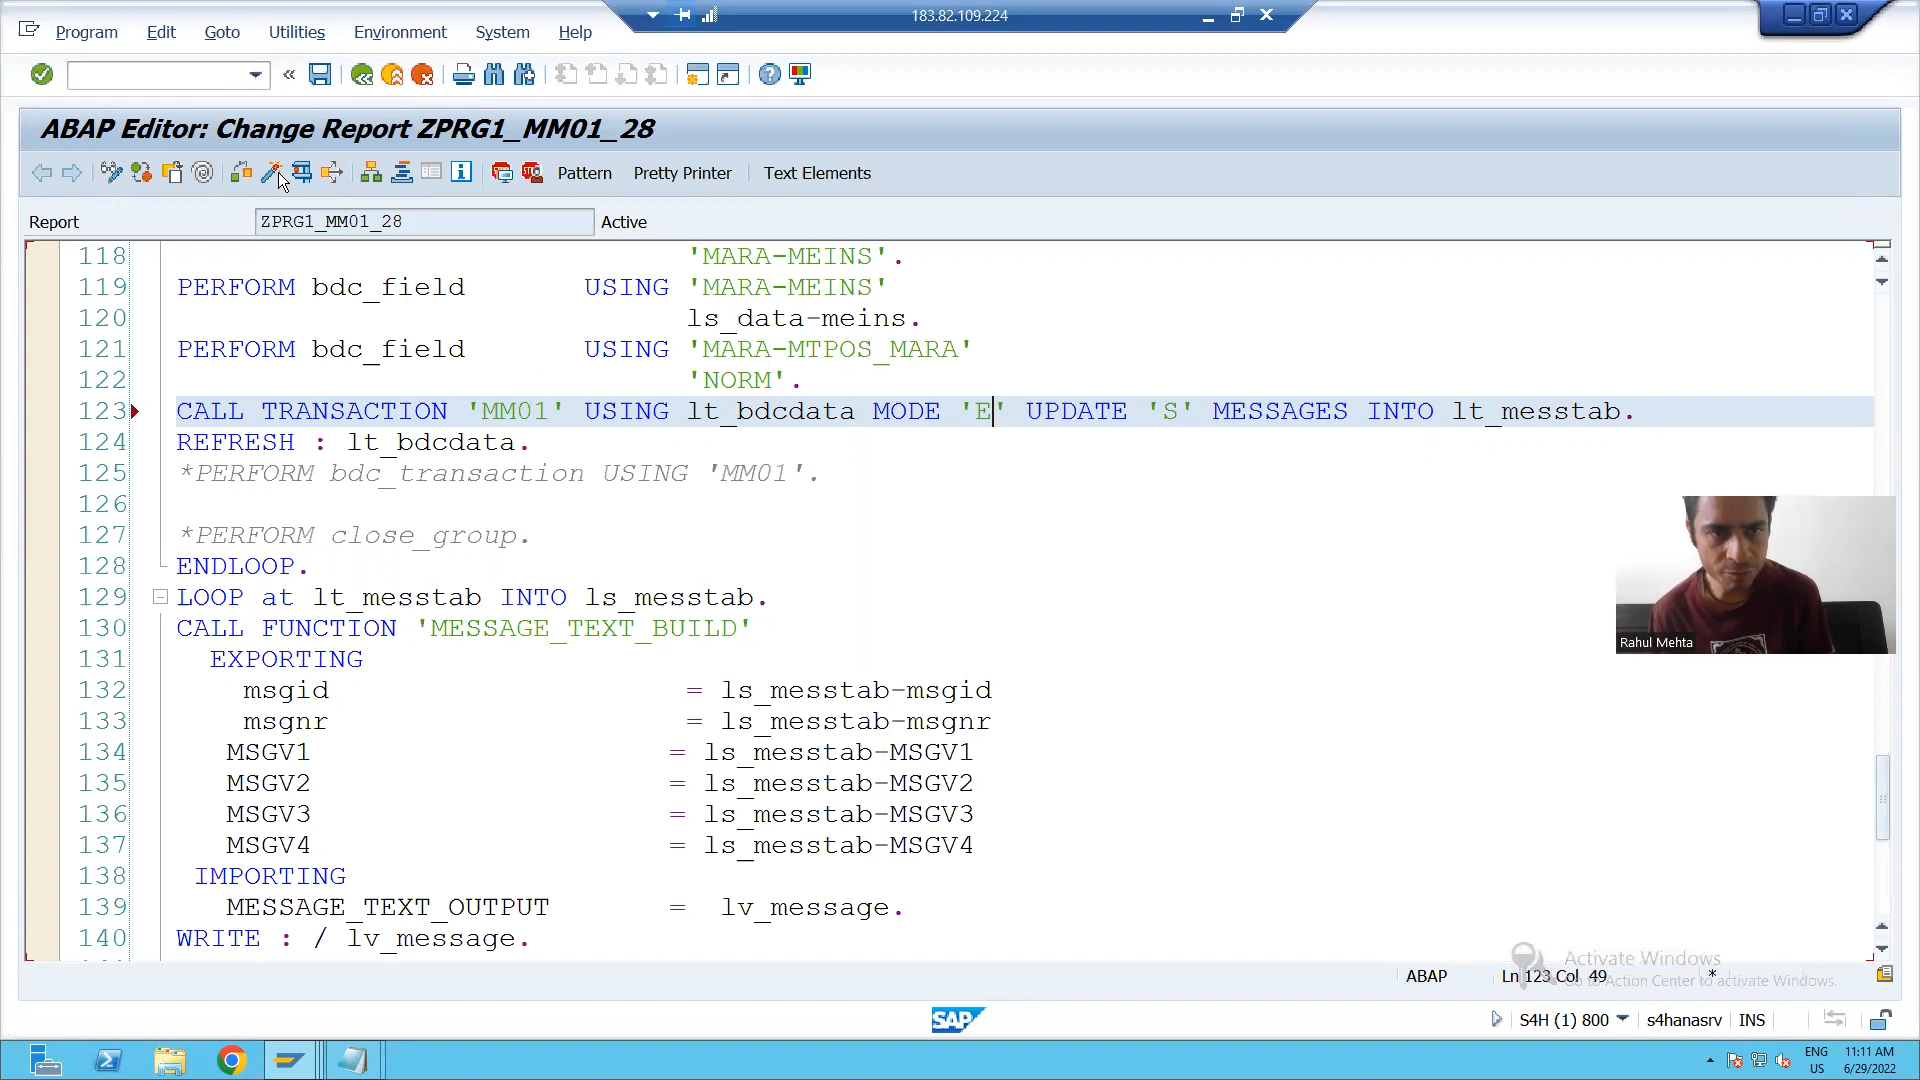 183.82.109.224
Program Edit Goto Utilities Environment System Help
ABAP Editor: Change Report ZPRG1_MM01_28
Pattern Pretty Printer Text Elements
Report ZPRG1_MM01_28 Active
118 'MARA-MEINS'.
119 PERFORM bdc_field USING 'MARA-MEINS'
120 ls_data-meins.
121 PERFORM bdc_field USING 'MARA-MTPOS_MARA'
122 'NORM'.
123 CALL TRANSACTION 'MM01' USING lt_bdcdata MODE 'E' UPDATE 'S' MESSAGES INTO lt_messtab.
124 REFRESH : lt_bdcdata.
125 *PERFORM bdc_transaction USING 'MM01'.
126
127 *PERFORM close_group.
128 ENDLOOP.
129 LOOP at lt_messtab INTO ls_messtab.
130 CALL FUNCTION 'MESSAGE_TEXT_BUILD'
131 EXPORTING
132 msgid = ls_messtab-msgid
133 msgnr = ls_messtab-msgnr
134 MSGV1 = ls_messtab-MSGV1
135 MSGV2 = ls_messtab-MSGV2
136 MSGV3 = ls_messtab-MSGV3
137 MSGV4 = ls_messtab-MSGV4
138 IMPORTING
139 MESSAGE_TEXT_OUTPUT = lv_message.
140 WRITE : / lv_message.
Rahul Mehta
Activate Windows
Go to Action Center to activate Windows.
ABAP Ln 123 Col 49 *
SAP
S4H (1) 800 s4hanasrv INS
ENG 11:11 AM
US 6/29/2022